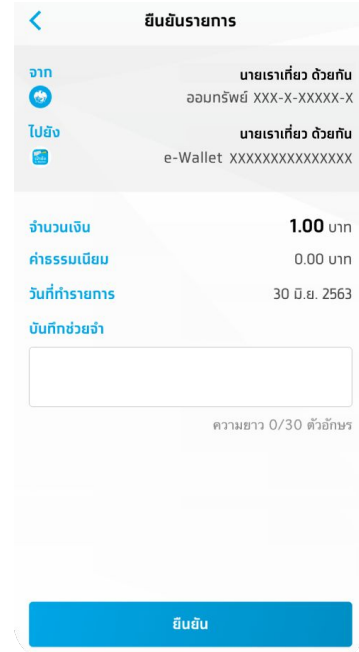 ยืนยันรายการ
จาก
นายเราเที่ยว ด้วยกัน
ออมทรัพย์ XXX-X-XXXXX-X
ไปยัง
นายเราเที่ยว ด้วยกัน
e-Wallet XXXXXXXXXXXXXXX
จำนวนเงิน 1.00 บาท
ค่าธรรมเนียม 0.00 บาท
วันที่ทำรายการ 30 มิ.ย. 2563
บันทึกช่วยจำ
ความยาว 0/30 ตัวอักษร
ยืนยัน